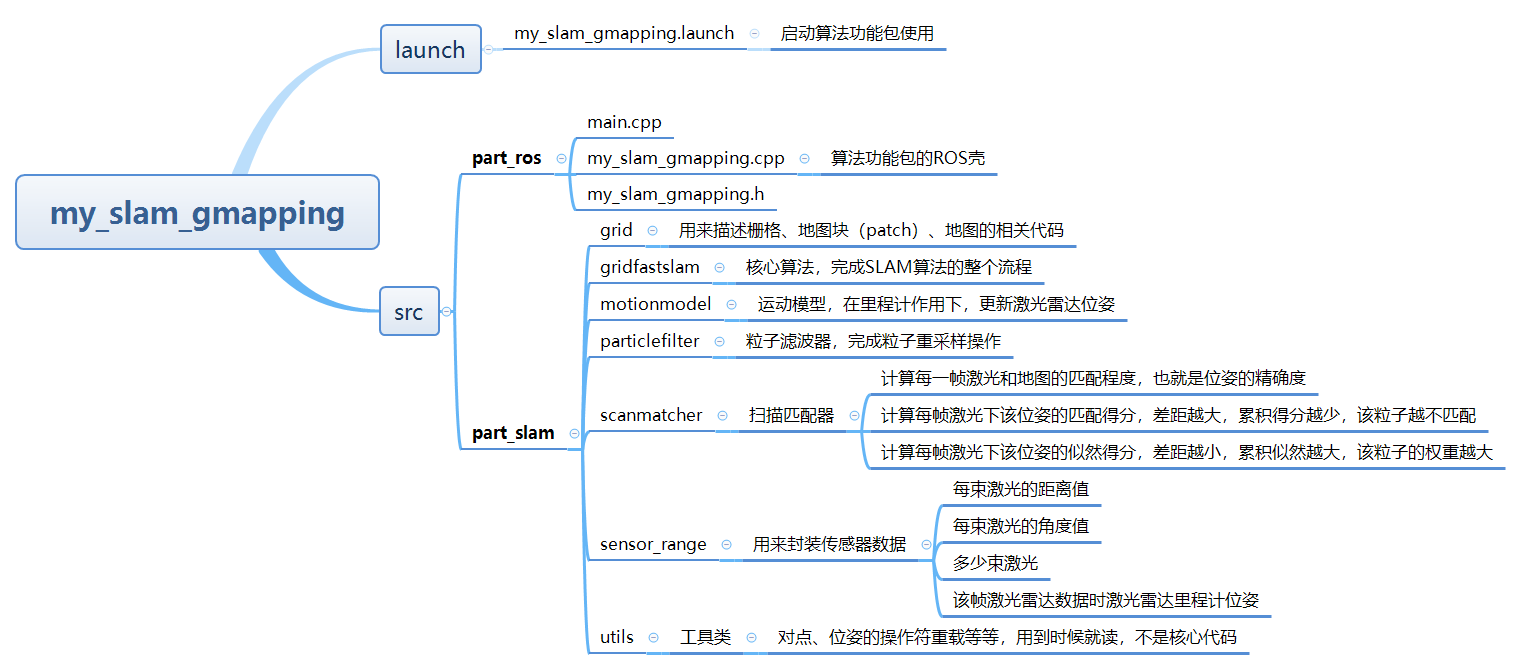 my_slam_gmapping
launch
my_slam_gmapping.launch
启动算法功能包使用
src
part_ros
main.cpp
my_slam_gmapping.cpp
算法功能包的ROS壳
my_slam_gmapping.h
part_slam
grid
用来描述栅格、地图块（patch）、地图的相关代码
gridfastslam
核心算法，完成SLAM算法的整个流程
motionmodel
运动模型，在里程计作用下，更新激光雷达位姿
particlefilter
粒子滤波器，完成粒子重采样操作
scanmatcher
扫描匹配器
计算每一帧激光和地图的匹配程度，也就是位姿的精确度
计算每帧激光下该位姿的匹配得分，差距越大，累积得分越少，该粒子越不匹配
计算每帧激光下该位姿的似然得分，差距越小，累积似然越大，该粒子的权重越大
sensor_range
用来封装传感器数据
每束激光的距离值
每束激光的角度值
多少束激光
该帧激光雷达数据时激光雷达里程计位姿
utils
工具类
对点、位姿的操作符重载等等，用到时候就读，不是核心代码